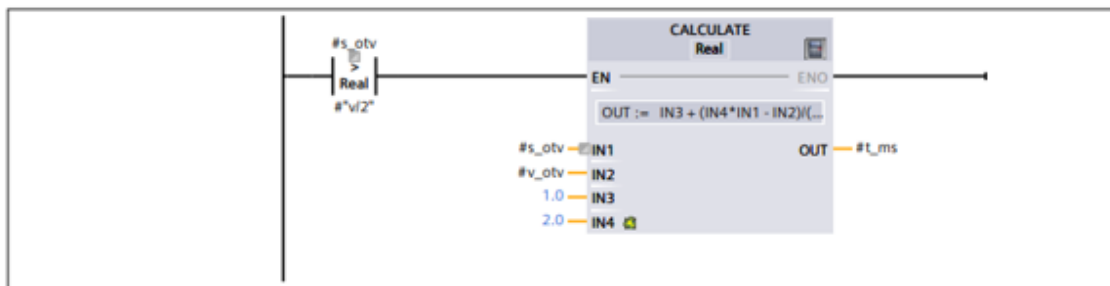 #s_otv
>
Real
#"v/2"
CALCULATE
Real
EN
ENO
OUT := IN3 + (IN4*IN1 - IN2)/(...
#s_otv
IN1
OUT
#t_ms
#v_otv
IN2
1.0
IN3
2.0
IN4